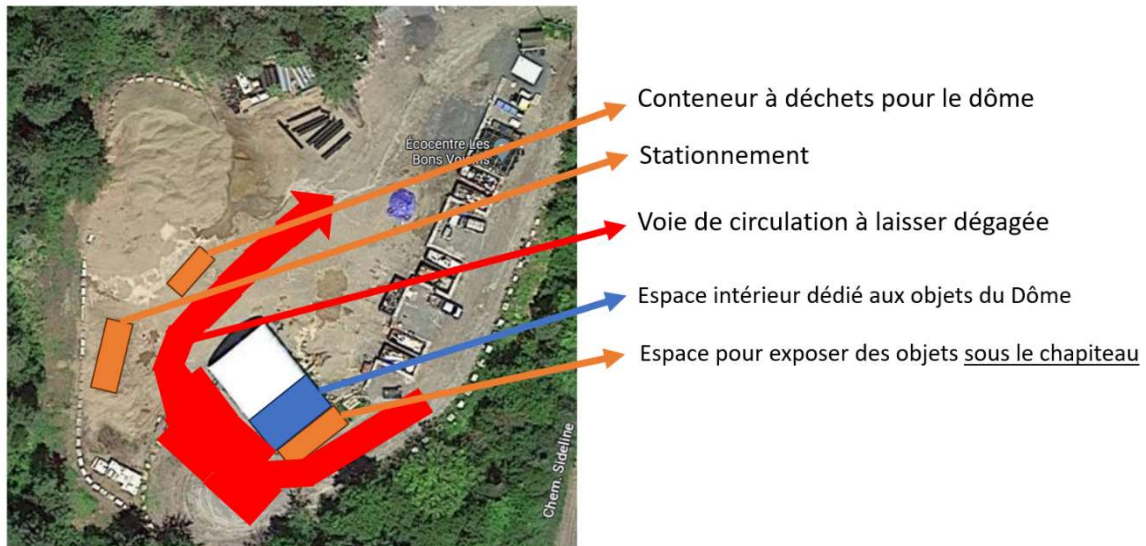 Conteneur à déchets pour le dôme
Stationnement
Voie de circulation à laisser dégagée
Espace intérieur dédié aux objets du Dôme
Espace pour exposer des objets sous le chapiteau
Écocentre Les
Bons Voisins
Chem. Sideline